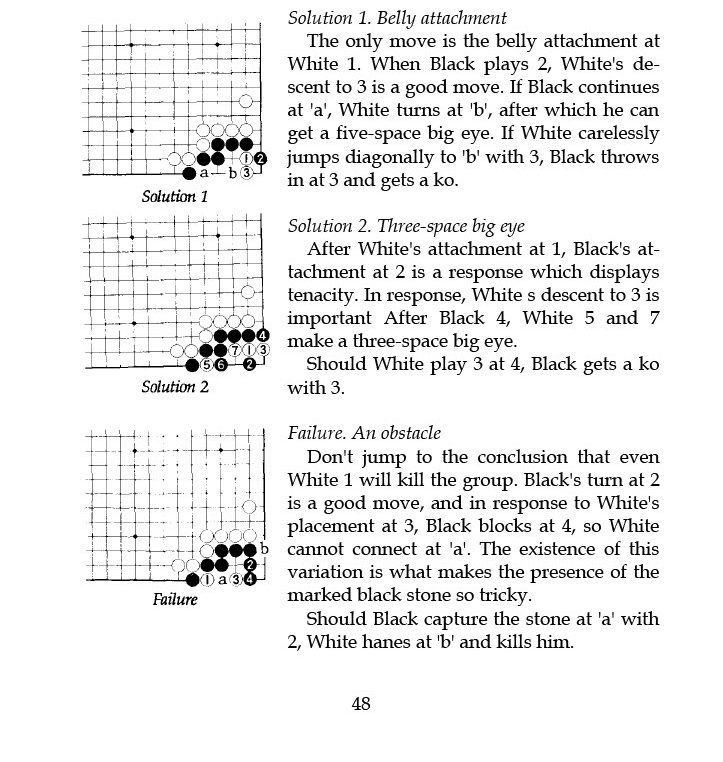 Solution 1. Belly attachment
The only move is the belly attachment at
White 1. When Black plays 2, White's de-
scent to 3 is a good move. If Black continues
at 'a', White turns at 'b', after which he can
get a five-space big eye. If White carelessly
jumps diagonally to 'b' with 3, Black throws
in at 3 and gets a ko.
1 2
a b 3
Solution 1
Solution 2. Three-space big eye
After White's attachment at 1, Black's at-
tachment at 2 is a response which displays
tenacity. In response, White s descent to 3 is
important After Black 4, White 5 and 7
make a three-space big eye.
Should White play 3 at 4, Black gets a ko
with 3.
4
7 1 3
5 6 2
Solution 2
Failure. An obstacle
Don't jump to the conclusion that even
White 1 will kill the group. Black's turn at 2
is a good move, and in response to White's
placement at 3, Black blocks at 4, so White
cannot connect at 'a'. The existence of this
variation is what makes the presence of the
marked black stone so tricky.
Should Black capture the stone at 'a' with
2, White hanes at 'b' and kills him.
b
2
1 a 3 4
Failure
48